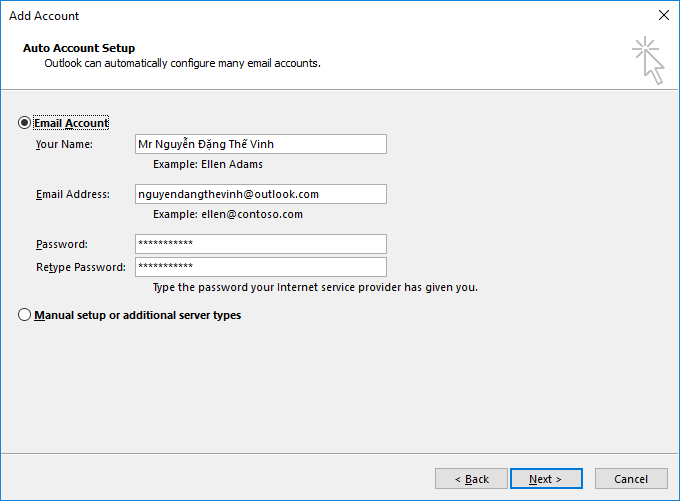 Add Account
Auto Account Setup
Outlook can automatically configure many email accounts.
Email Account
Your Name: Mr Nguyễn Đặng Thế Vinh
Example: Ellen Adams
Email Address: nguyendangthevinh@outlook.com
Example: ellen@contoso.com
Password: ***********
Retype Password: ***********
Type the password your Internet service provider has given you.
Manual setup or additional server types
< Back Next > Cancel